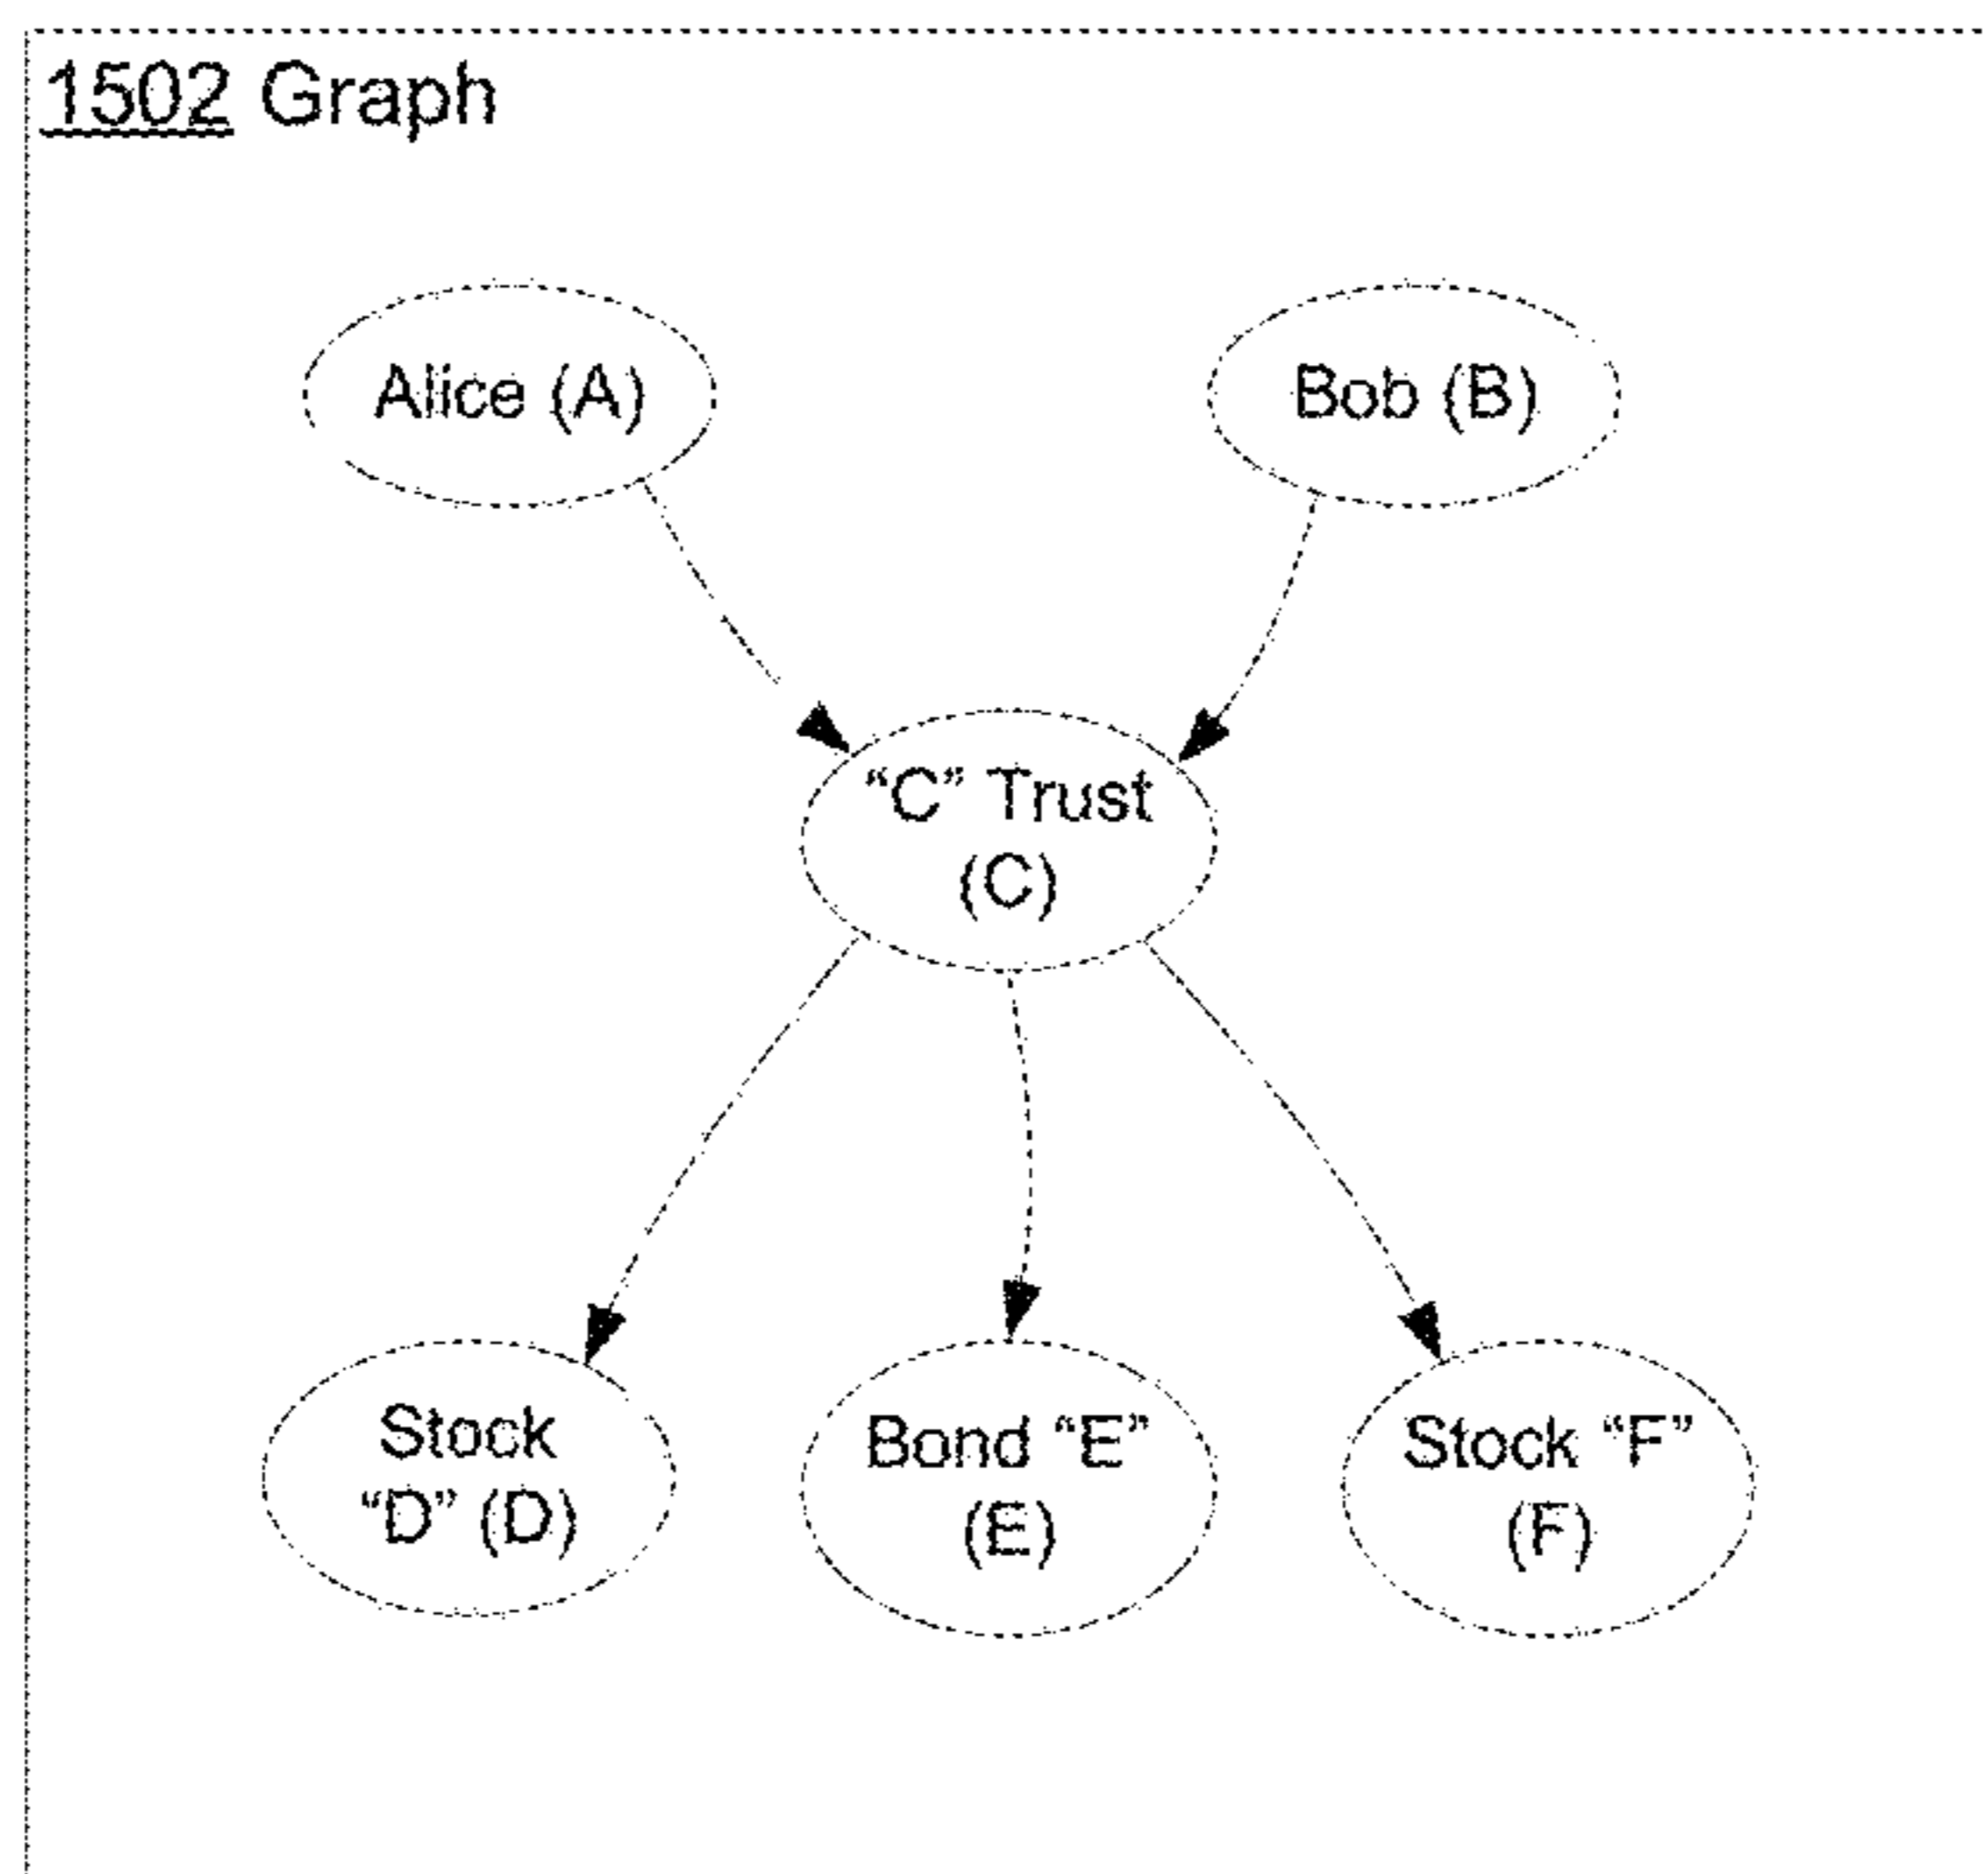 1502 Graph
Alice (A)
Bob (B)
“C” Trust
(C)
Stock
“D” (D)
Bond “E”
(E)
Stock “F”
(F)